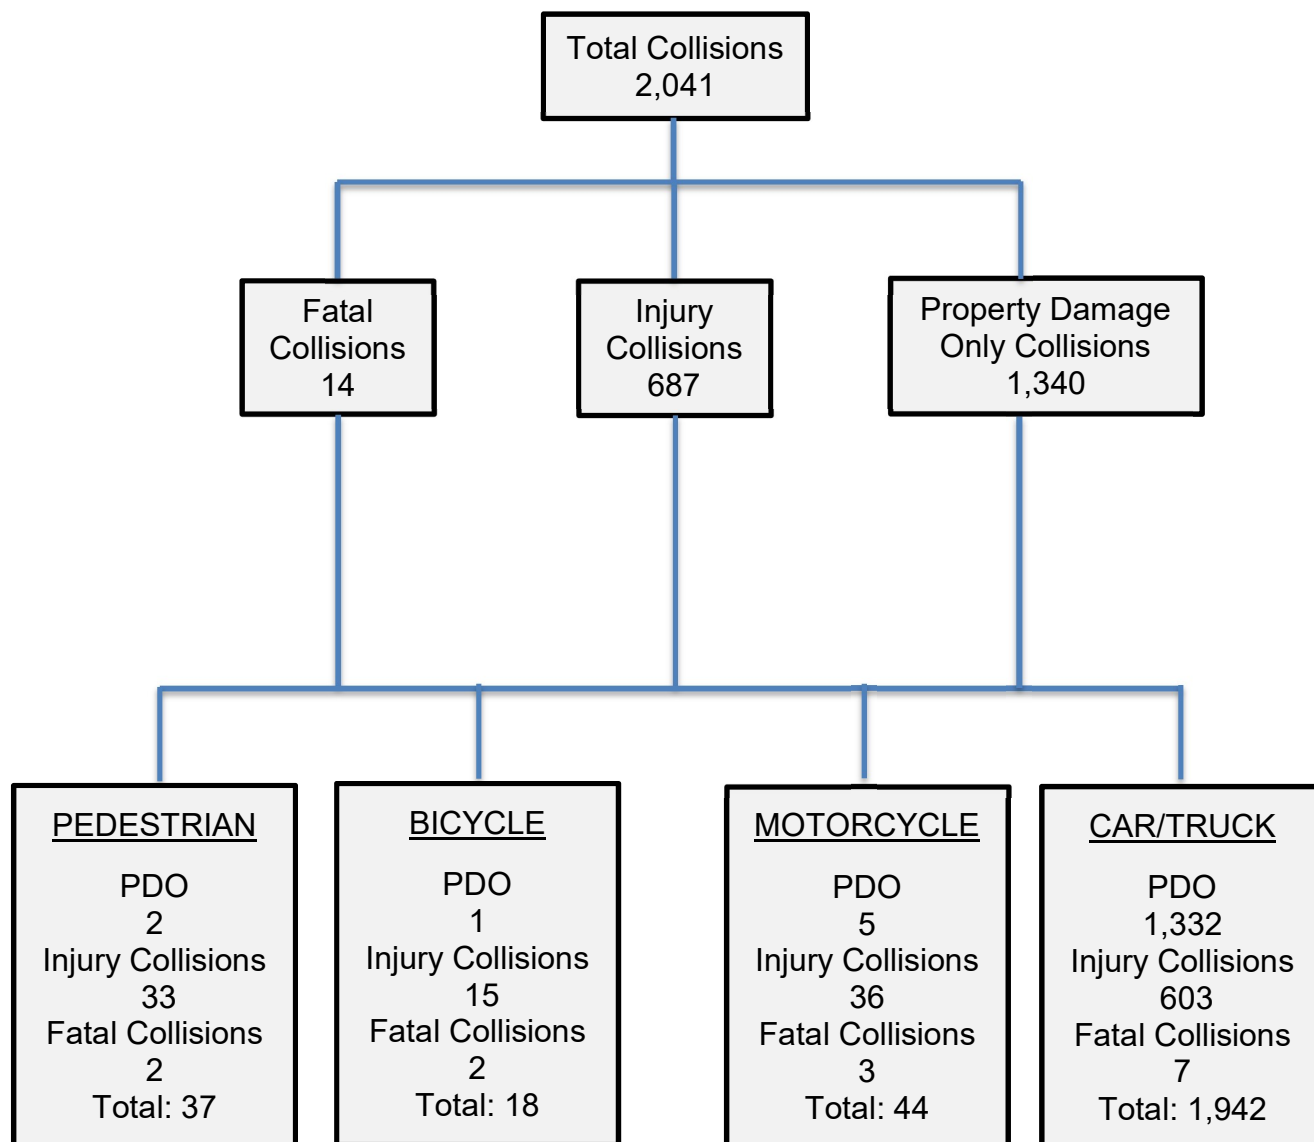 Total Collisions
2,041
Fatal
Collisions
14
Injury
Collisions
687
Property Damage
Only Collisions
1,340
PEDESTRIAN
PDO
2
Injury Collisions
33
Fatal Collisions
2
Total: 37
BICYCLE
PDO
1
Injury Collisions
15
Fatal Collisions
2
Total: 18
MOTORCYCLE
PDO
5
Injury Collisions
36
Fatal Collisions
3
Total: 44
CAR/TRUCK
PDO
1,332
Injury Collisions
603
Fatal Collisions
7
Total: 1,942